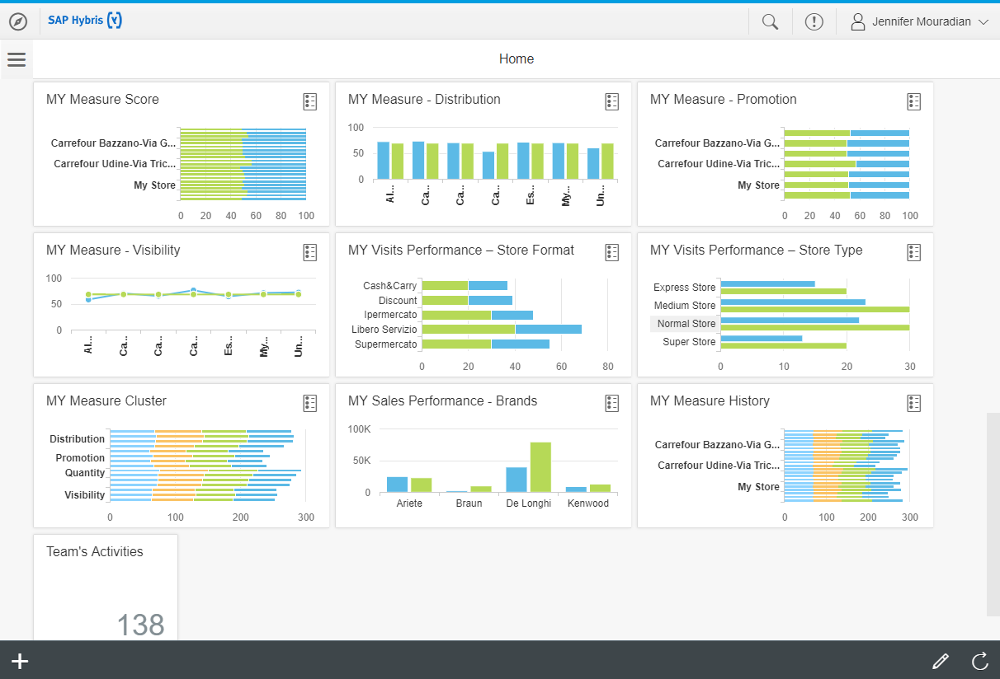 SAP Hybris (Y)
Jennifer Mouradian
Home
MY Measure Score
Carrefour Bazzano-Via G...
Carrefour Udine-Via Tric...
My Store
0 20 40 60 80 100
MY Measure - Distribution
100
50
0
Al... Ca... Ca... Ca... Es... My... Un...
MY Measure - Promotion
Carrefour Bazzano-Via G...
Carrefour Udine-Via Tric...
My Store
0 20 40 60 80 100
MY Measure - Visibility
100
50
0
Al... Ca... Ca... Ca... Es... My... Un...
MY Visits Performance – Store Format
Cash&Carry
Discount
Ipermercato
Libero Servizio
Supermercato
0 20 40 60 80
MY Visits Performance – Store Type
Express Store
Medium Store
Normal Store
Super Store
0 10 20 30
MY Measure Cluster
Distribution
Promotion
Quantity
Visibility
0 100 200 300
MY Sales Performance - Brands
100K
50K
0
Ariete Braun De Longhi Kenwood
MY Measure History
Carrefour Bazzano-Via G...
Carrefour Udine-Via Tric...
My Store
0 100 200 300
Team's Activities
138